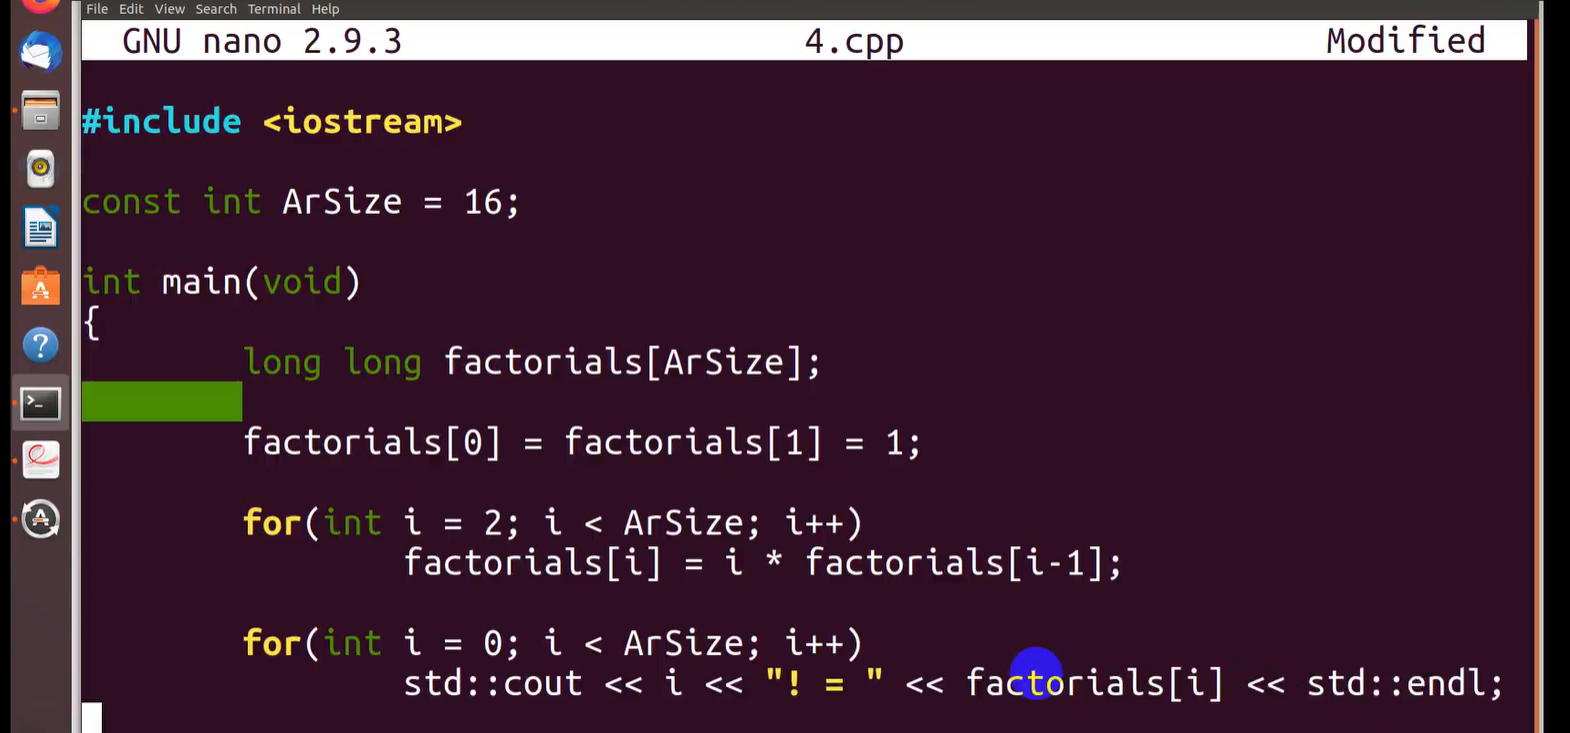 File Edit View Search Terminal Help
GNU nano 2.9.3 4.cpp Modified
#include <iostream>
const int ArSize = 16;
int main(void)
{
long long factorials[ArSize];
factorials[0] = factorials[1] = 1;
for(int i = 2; i < ArSize; i++)
factorials[i] = i * factorials[i-1];
for(int i = 0; i < ArSize; i++)
std::cout << i << "! = " << factorials[i] << std::endl;